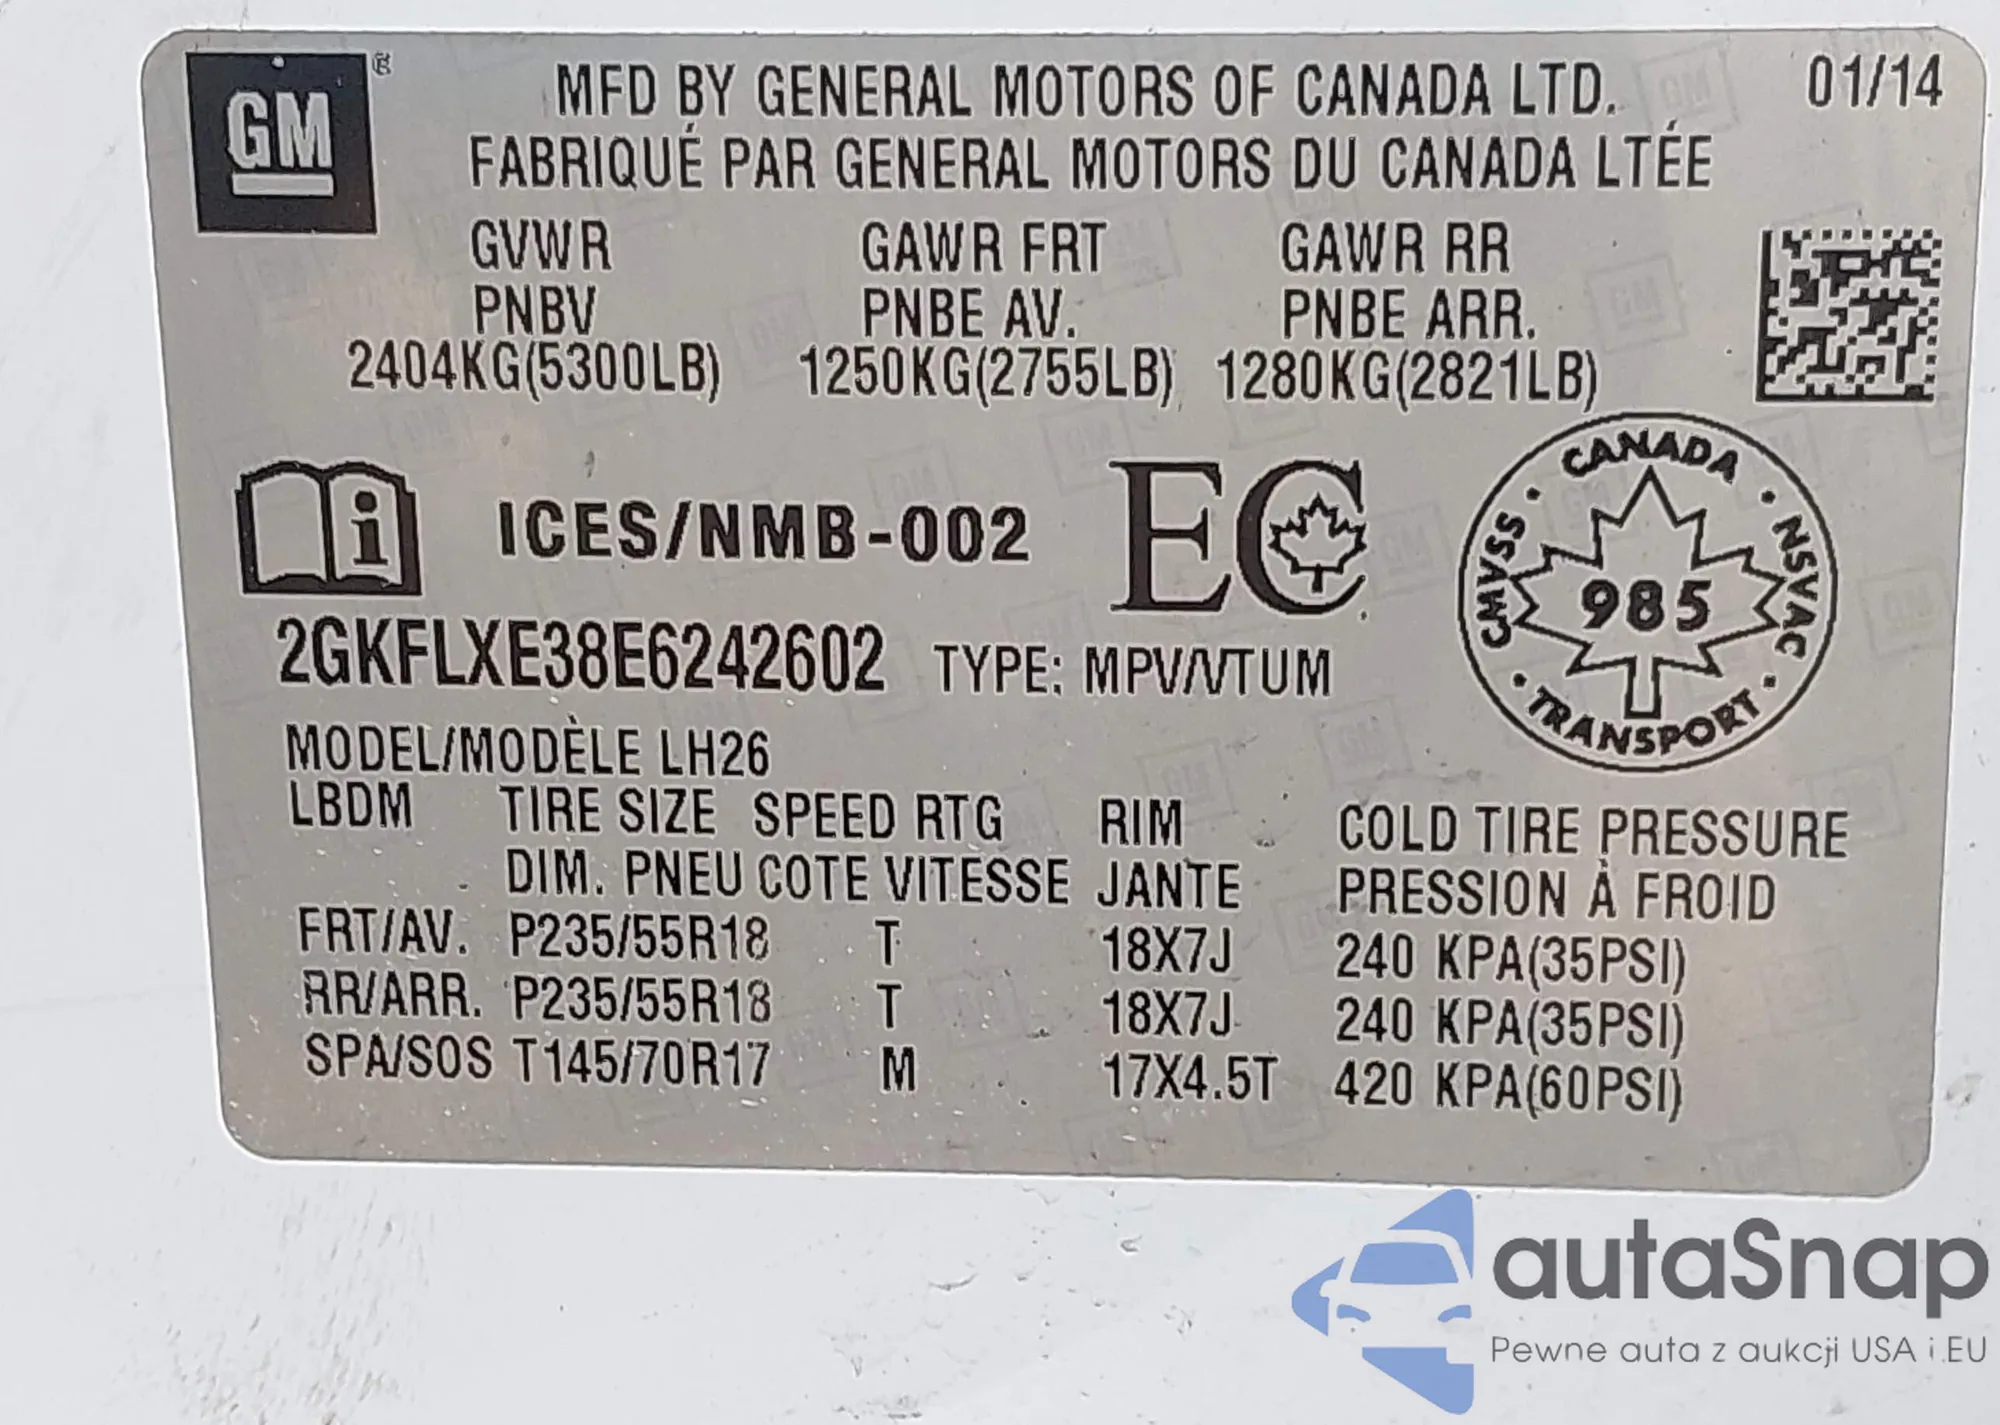 GM ®
MFD BY GENERAL MOTORS OF CANADA LTD. 01/14
FABRIQUÉ PAR GENERAL MOTORS DU CANADA LTÉE
GVWR GAWR FRT GAWR RR
PNBV PNBE AV. PNBE ARR.
2404KG(5300LB) 1250KG(2755LB) 1280KG(2821LB)
i ICES/NMB-002 EC
CANADA
CMVSS 985 NSVAC
TRANSPORT
2GKFLXE38E6242602 TYPE: MPV/VTUM
MODEL/MODÈLE LH26
LBDM TIRE SIZE SPEED RTG RIM COLD TIRE PRESSURE
DIM. PNEU COTE VITESSE JANTE PRESSION À FROID
FRT/AV. P235/55R18 T 18X7J 240 KPA(35PSI)
RR/ARR. P235/55R18 T 18X7J 240 KPA(35PSI)
SPA/SOS T145/70R17 M 17X4.5T 420 KPA(60PSI)
autaSnap
Pewne auta z aukcji USA i EU